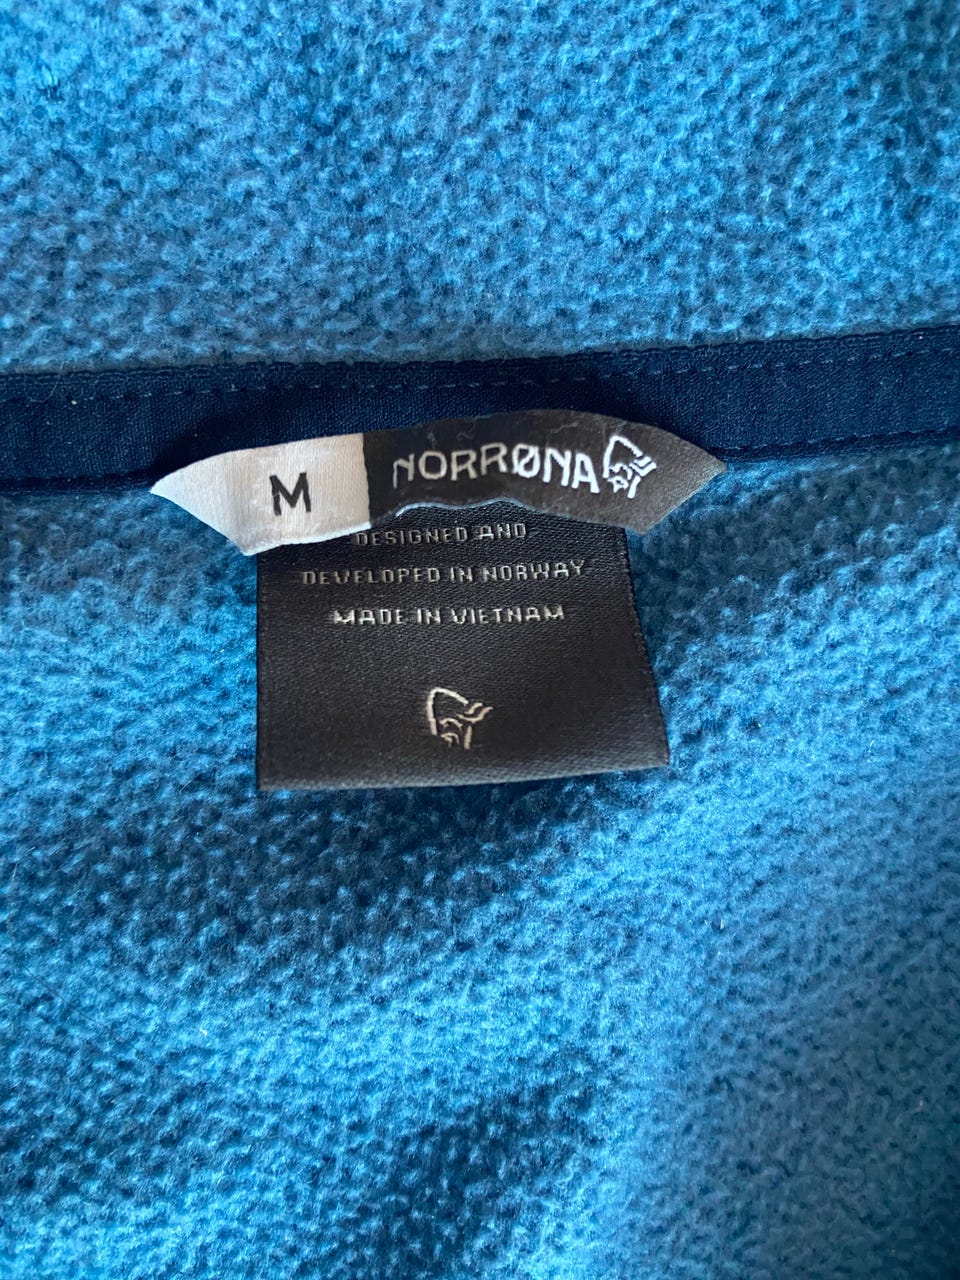 M
NORRØNA
DESIGNED AND
DEVELOPED IN NORWAY
MADE IN VIETNAM